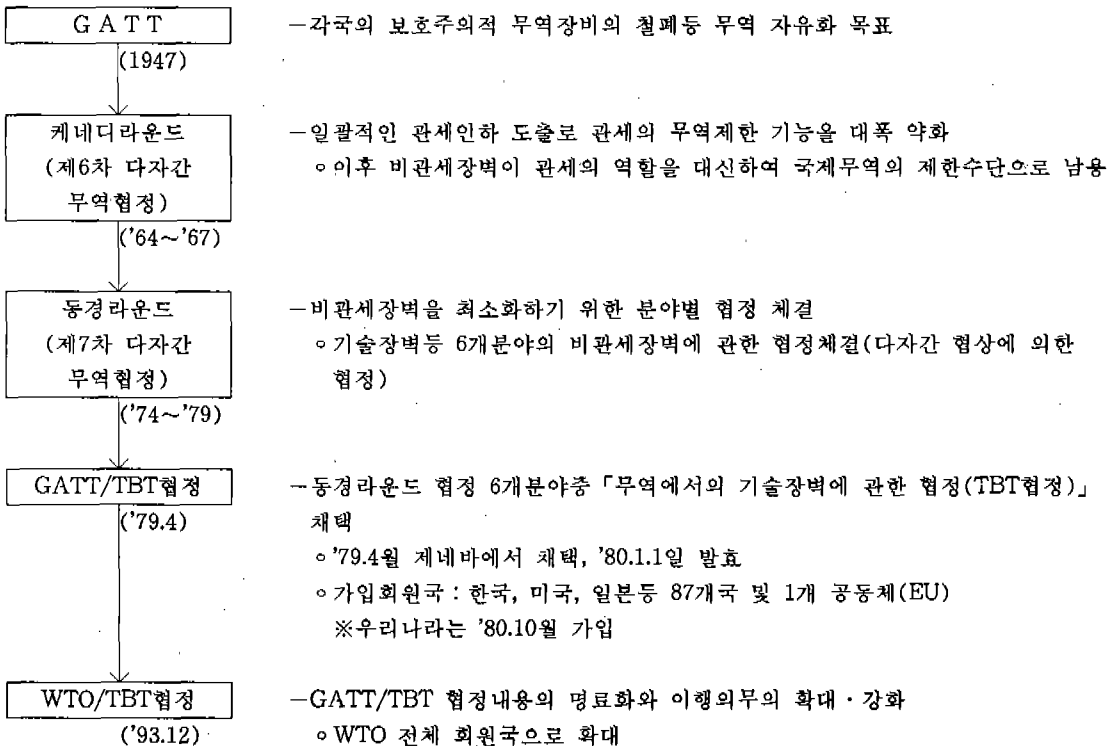 G A T T
(1947)
－각국의 보호주의적 무역장비의 철폐등 무역 자유화 목표
케네디라운드
(제6차 다자간
무역협정)
('64～'67)
－일괄적인 관세인하 도출로 관세의 무역제한 기능을 대폭 약화
∘이후 비관세장벽이 관세의 역할을 대신하여 국제무역의 제한수단으로 남용
동경라운드
(제7차 다자간
무역협정)
('74～'79)
－비관세장벽을 최소화하기 위한 분야별 협정 체결
∘기술장벽등 6개분야의 비관세장벽에 관한 협정체결(다자간 협상에 의한
협정)
GATT/TBT협정
('79.4)
－동경라운드 협정 6개분야중 「무역에서의 기술장벽에 관한 협정(TBT협정)」
채택
∘'79.4월 제네바에서 채택, '80.1.1일 발효
∘가입회원국 : 한국, 미국, 일본등 87개국 및 1개 공동체(EU)
※우리나라는 '80.10월 가입
WTO/TBT협정
('93.12)
－GATT/TBT 협정내용의 명료화와 이행의무의 확대·강화
∘WTO 전체 회원국으로 확대